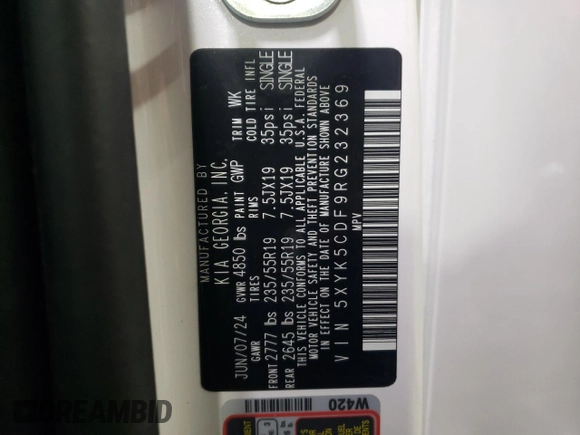 MANUFACTURED BY
KIA GEORGIA, INC.
JUN/07/24 GVWR 4850 lbs PAINT GWP TRIM WK
GAWR TIRES RIMS COLD TIRE INFL
FRONT 2777 lbs 235/55R19 7.5JX19 35psi SINGLE
REAR 2645 lbs 235/55R19 7.5JX19 35psi SINGLE
THIS VEHICLE CONFORMS TO ALL APPLICABLE U.S.A. FEDERAL
MOTOR VEHICLE SAFETY AND THEFT PREVENTION STANDARDS
IN EFFECT ON THE DATE OF MANUFACTURE SHOWN ABOVE
VIN 5XYK5CDF9RG232369
MPV
W420
DREAMBID